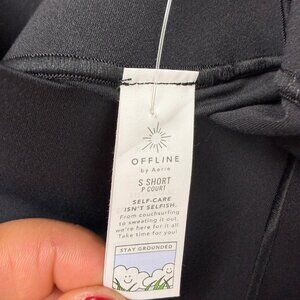 OFFLINE
by Aerie
S SHORT
P COURT
SELF-CARE
ISN'T SELFISH.
From couchsurfing
to sweating it out,
we're here for it all
Take time for you!
STAY GROUNDED